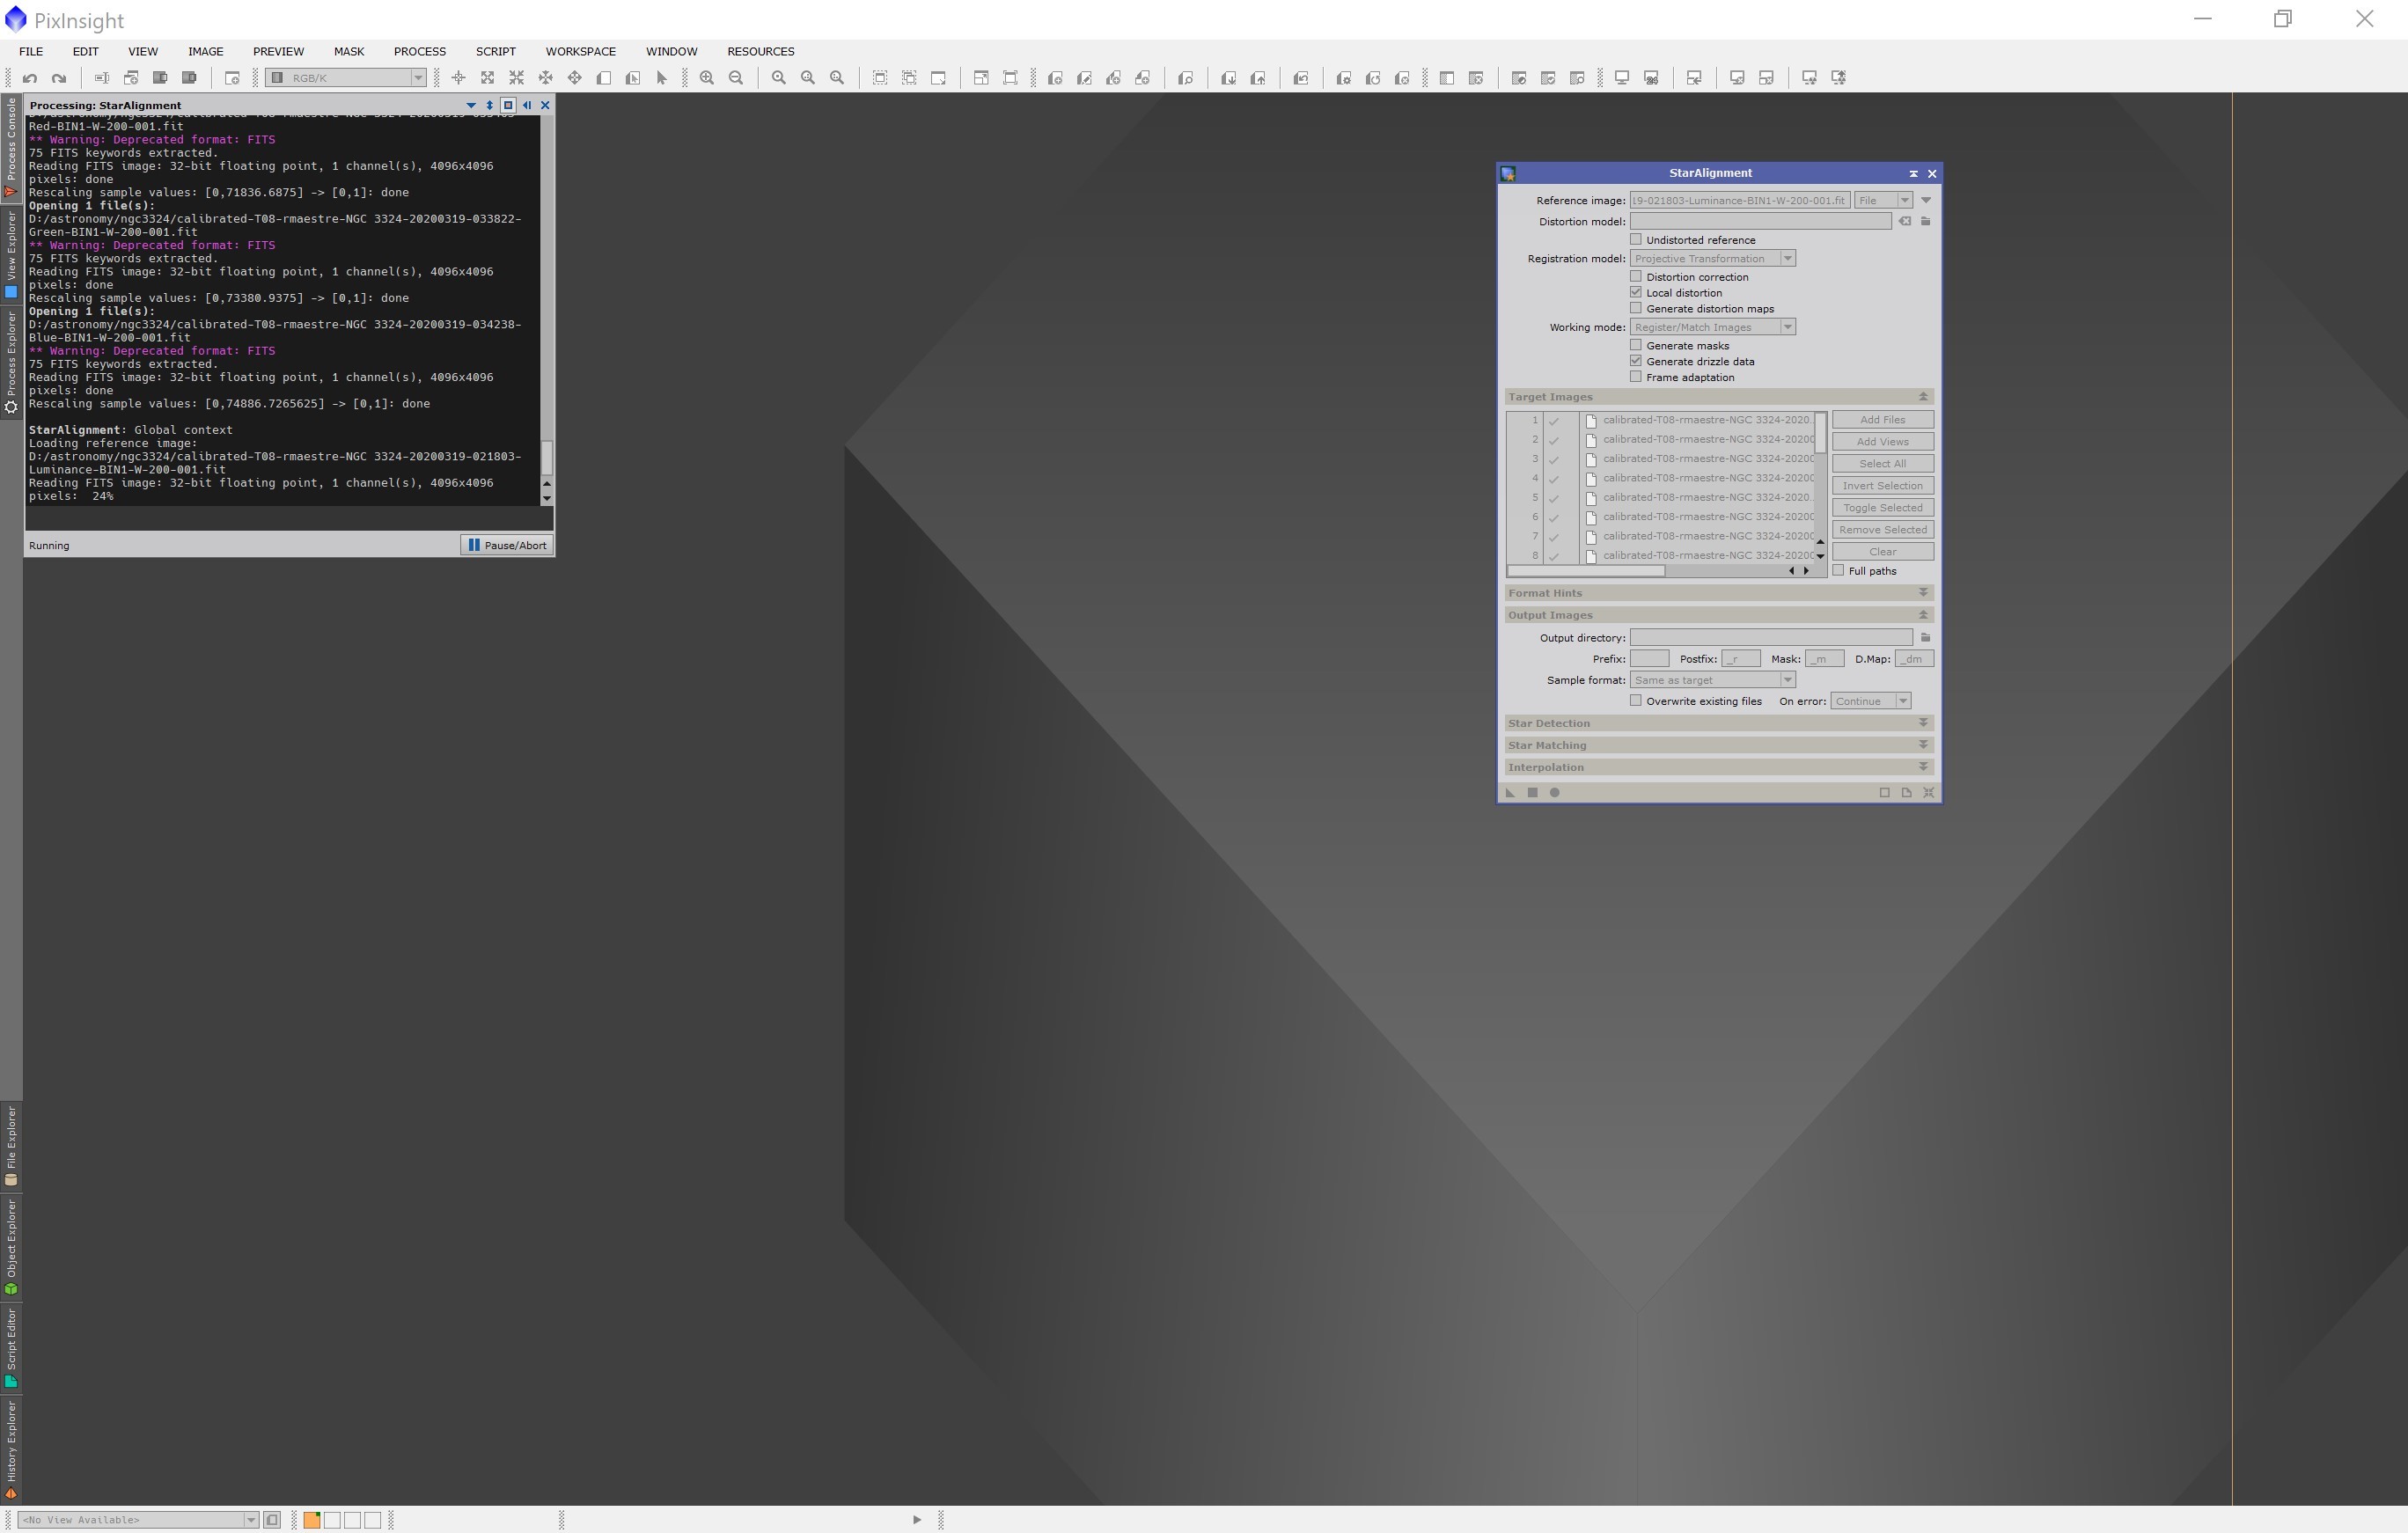 PixInsight
FILE EDIT VIEW IMAGE PREVIEW MASK PROCESS SCRIPT WORKSPACE WINDOW RESOURCES
RGB/K
Process Console
View Explorer
Process Explorer
File Explorer
Object Explorer
Script Editor
History Explorer
Processing: StarAlignment
Red-BIN1-W-200-001.fit
** Warning: Deprecated format: FITS
75 FITS keywords extracted.
Reading FITS image: 32-bit floating point, 1 channel(s), 4096x4096
pixels: done
Rescaling sample values: [0,71836.6875] -> [0,1]: done
Opening 1 file(s):
D:/astronomy/ngc3324/calibrated-T08-rmaestre-NGC 3324-20200319-033822-
Green-BIN1-W-200-001.fit
** Warning: Deprecated format: FITS
75 FITS keywords extracted.
Reading FITS image: 32-bit floating point, 1 channel(s), 4096x4096
pixels: done
Rescaling sample values: [0,73380.9375] -> [0,1]: done
Opening 1 file(s):
D:/astronomy/ngc3324/calibrated-T08-rmaestre-NGC 3324-20200319-034238-
Blue-BIN1-W-200-001.fit
** Warning: Deprecated format: FITS
75 FITS keywords extracted.
Reading FITS image: 32-bit floating point, 1 channel(s), 4096x4096
pixels: done
Rescaling sample values: [0,74886.7265625] -> [0,1]: done
StarAlignment: Global context
Loading reference image:
D:/astronomy/ngc3324/calibrated-T08-rmaestre-NGC 3324-20200319-021803-
Luminance-BIN1-W-200-001.fit
Reading FITS image: 32-bit floating point, 1 channel(s), 4096x4096
pixels: 24%
Running Pause/Abort
StarAlignment
Reference image: 19-021803-Luminance-BIN1-W-200-001.fit File
Distortion model:
Undistorted reference
Registration model: Projective Transformation
Distortion correction
Local distortion
Generate distortion maps
Working mode: Register/Match Images
Generate masks
Generate drizzle data
Frame adaptation
Target Images
1 calibrated-T08-rmaestre-NGC 3324-2020.
2 calibrated-T08-rmaestre-NGC 3324-20200
3 calibrated-T08-rmaestre-NGC 3324-20200
4 calibrated-T08-rmaestre-NGC 3324-20200
5 calibrated-T08-rmaestre-NGC 3324-2020.
6 calibrated-T08-rmaestre-NGC 3324-20200
7 calibrated-T08-rmaestre-NGC 3324-20200
8 calibrated-T08-rmaestre-NGC 3324-20200
Add Files
Add Views
Select All
Invert Selection
Toggle Selected
Remove Selected
Clear
Full paths
Format Hints
Output Images
Output directory:
Prefix: Postfix: _r Mask: _m D.Map: _dm
Sample format: Same as target
Overwrite existing files On error: Continue
Star Detection
Star Matching
Interpolation
<No View Available>